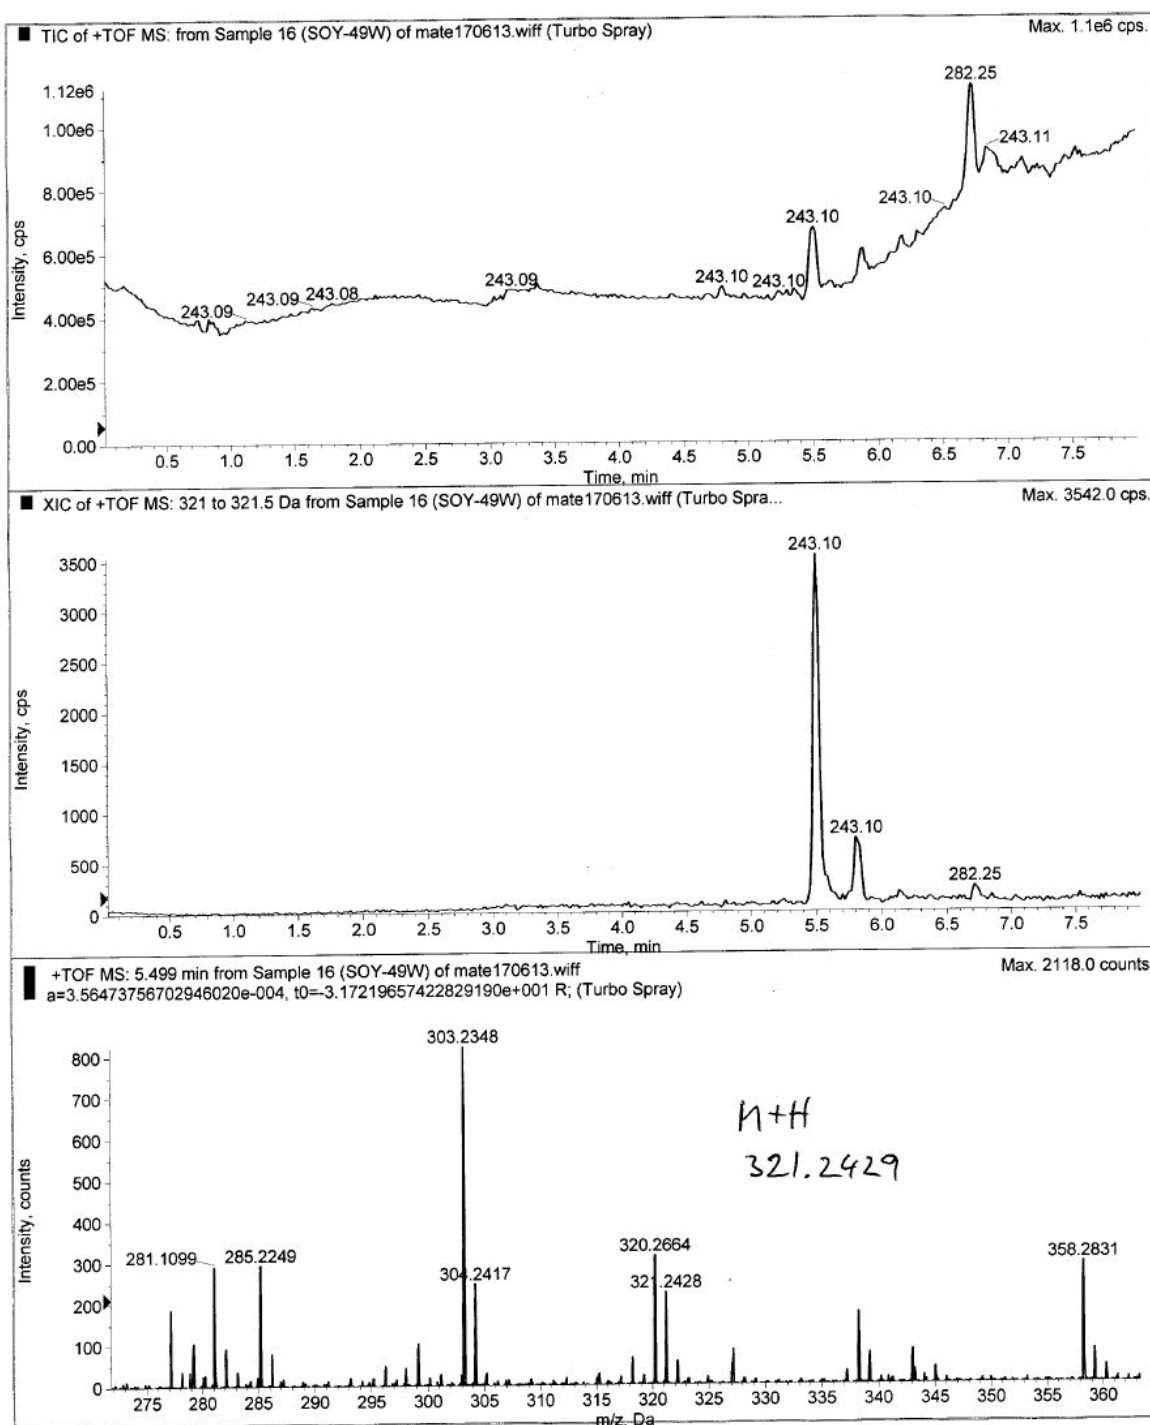 TIC of +TOF MS: from Sample 16 (SOY-49W) of mate170613.wiff (Turbo Spray)
Max. 1.1e6 cps.
282.25
1.12e6
1.00e6
243.11
8.00e5
243.10
243.10
6.00e5
243.09
243.10
243.10
243.09
243.09
243.08
4.00e5
2.00e5
0.00
Intensity, cps
0.5 1.0 1.5 2.0 2.5 3.0 3.5 4.0 4.5 5.0 5.5 6.0 6.5 7.0 7.5
Time, min
XIC of +TOF MS: 321 to 321.5 Da from Sample 16 (SOY-49W) of mate170613.wiff (Turbo Spra...
Max. 3542.0 cps.
243.10
3500
3000
2500
2000
1500
1000
243.10
500
282.25
0
Intensity, cps
0.5 1.0 1.5 2.0 2.5 3.0 3.5 4.0 4.5 5.0 5.5 6.0 6.5 7.0 7.5
Time, min
+TOF MS: 5.499 min from Sample 16 (SOY-49W) of mate170613.wiff
a=3.56473756702946020e-004, t0=-3.17219657422829190e+001 R; (Turbo Spray)
Max. 2118.0 counts
303.2348
800
700
M+H
600
321.2429
500
400
281.1099
285.2249
320.2664
358.2831
300
304.2417
321.2428
200
100
0
Intensity, counts
275 280 285 290 295 300 305 310 315 320 325 330 335 340 345 350 355 360
m/z, Da